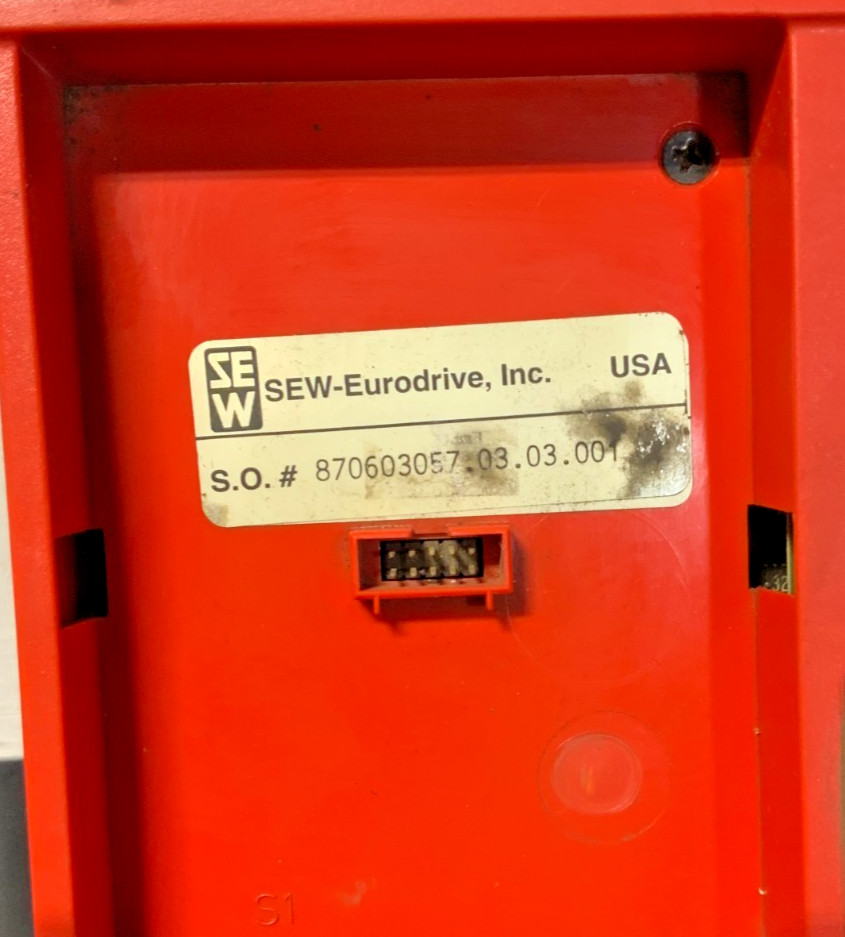 SEW
SEW-Eurodrive, Inc. USA
S.O. # 870603057.03.03.001
S1